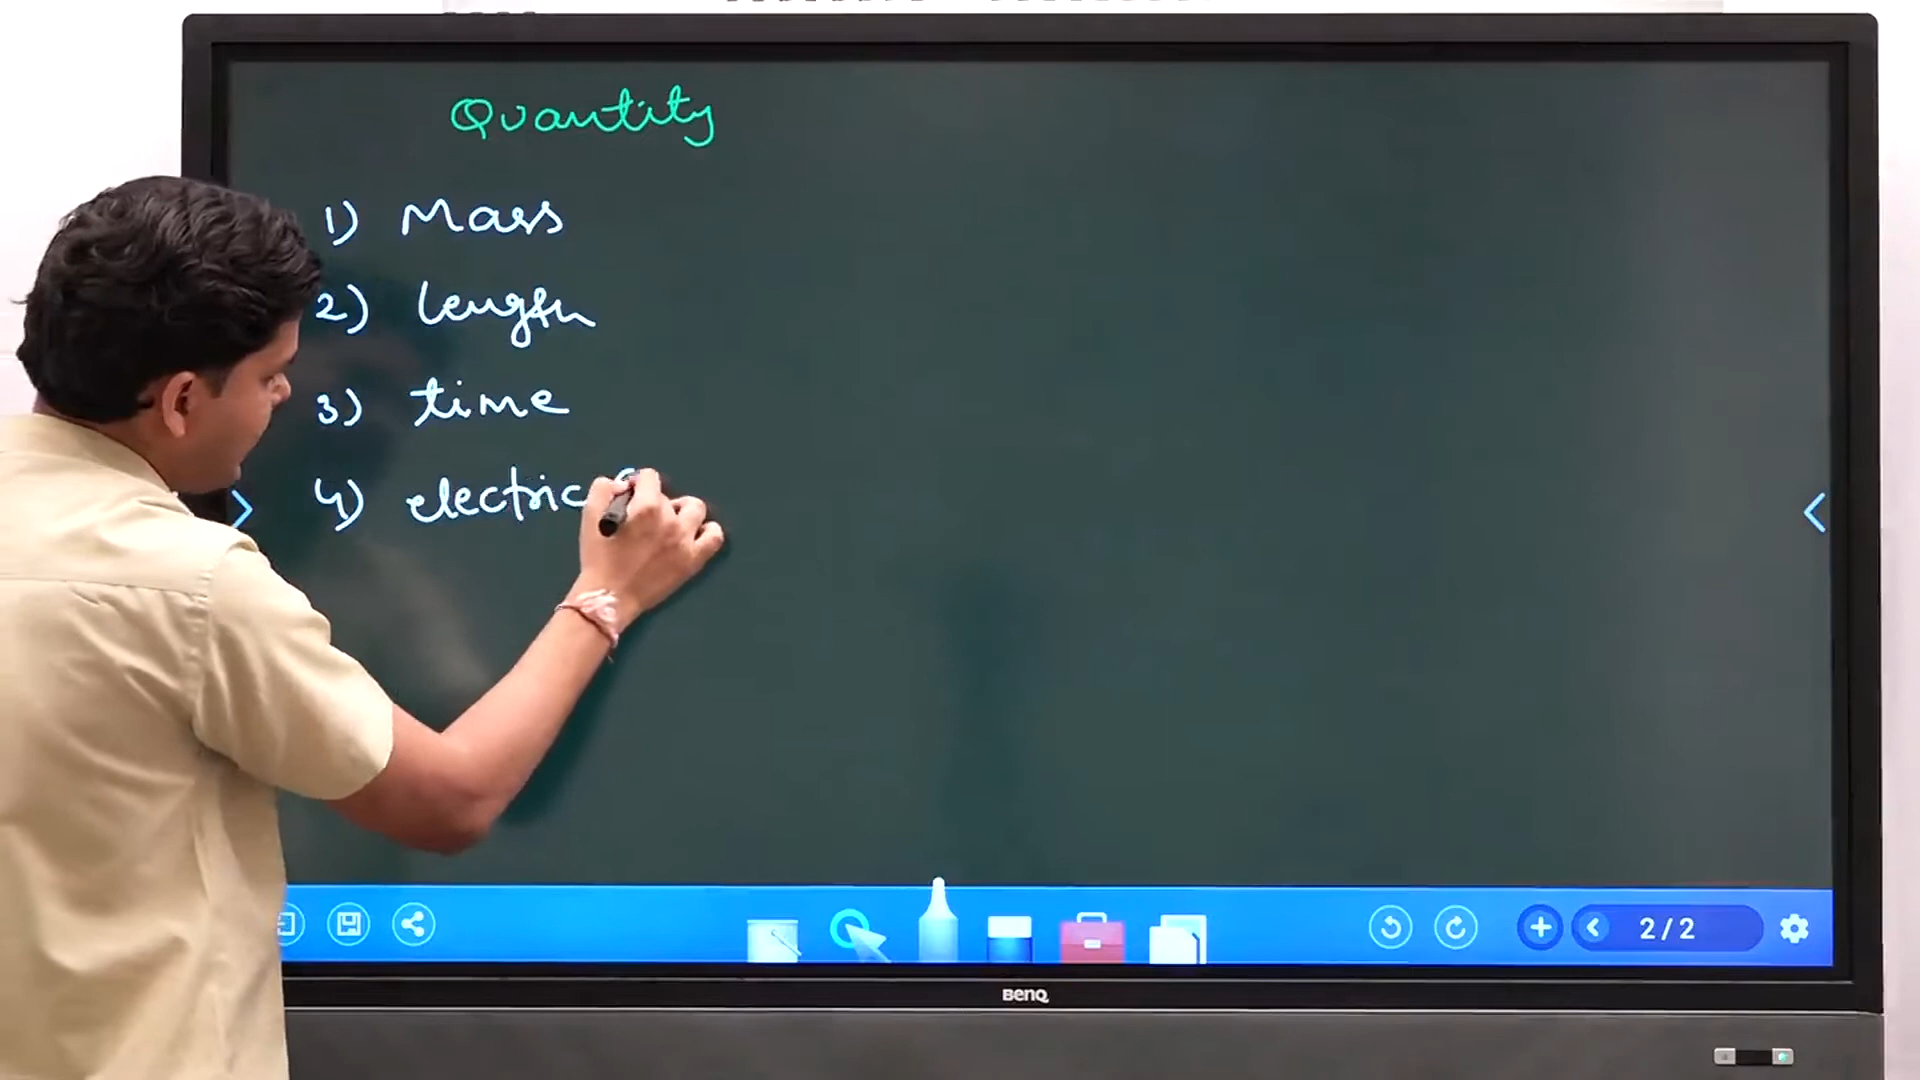 Quantity
1) Mass
2) length
3) time
4) electric
2/2
BenQ